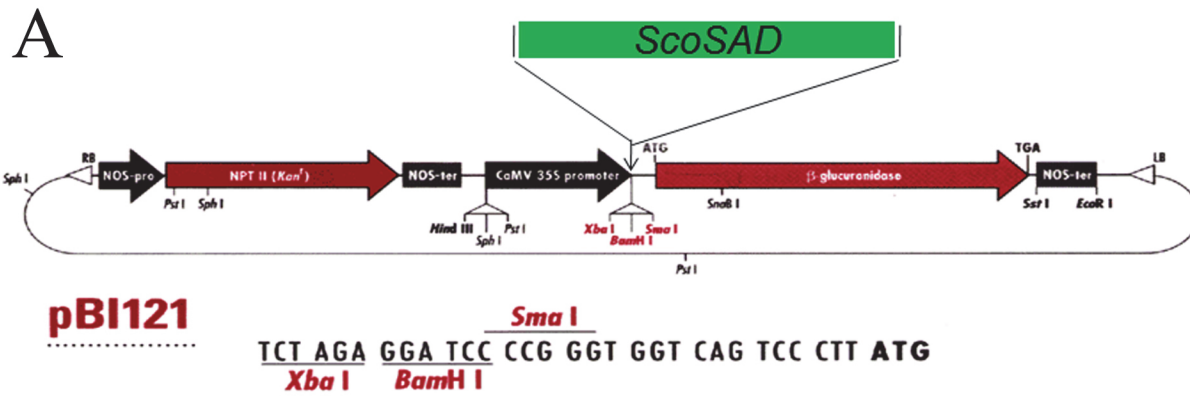 A
ScoSAD
RB ATG TGA LB
Sph I NOS-pro NPT II (Kanr) NOS-ter CaMV 35S promoter β-glucuronidase NOS-ter
Pst I Sph I SnaB I Sst I EcoR I
Hind III Pst I Xba I Sma I
Sph I BamH I
Pst I
pBI121
Sma I
TCT AGA GGA TCC CCG GGT GGT CAG TCC CTT ATG
Xba I BamH I